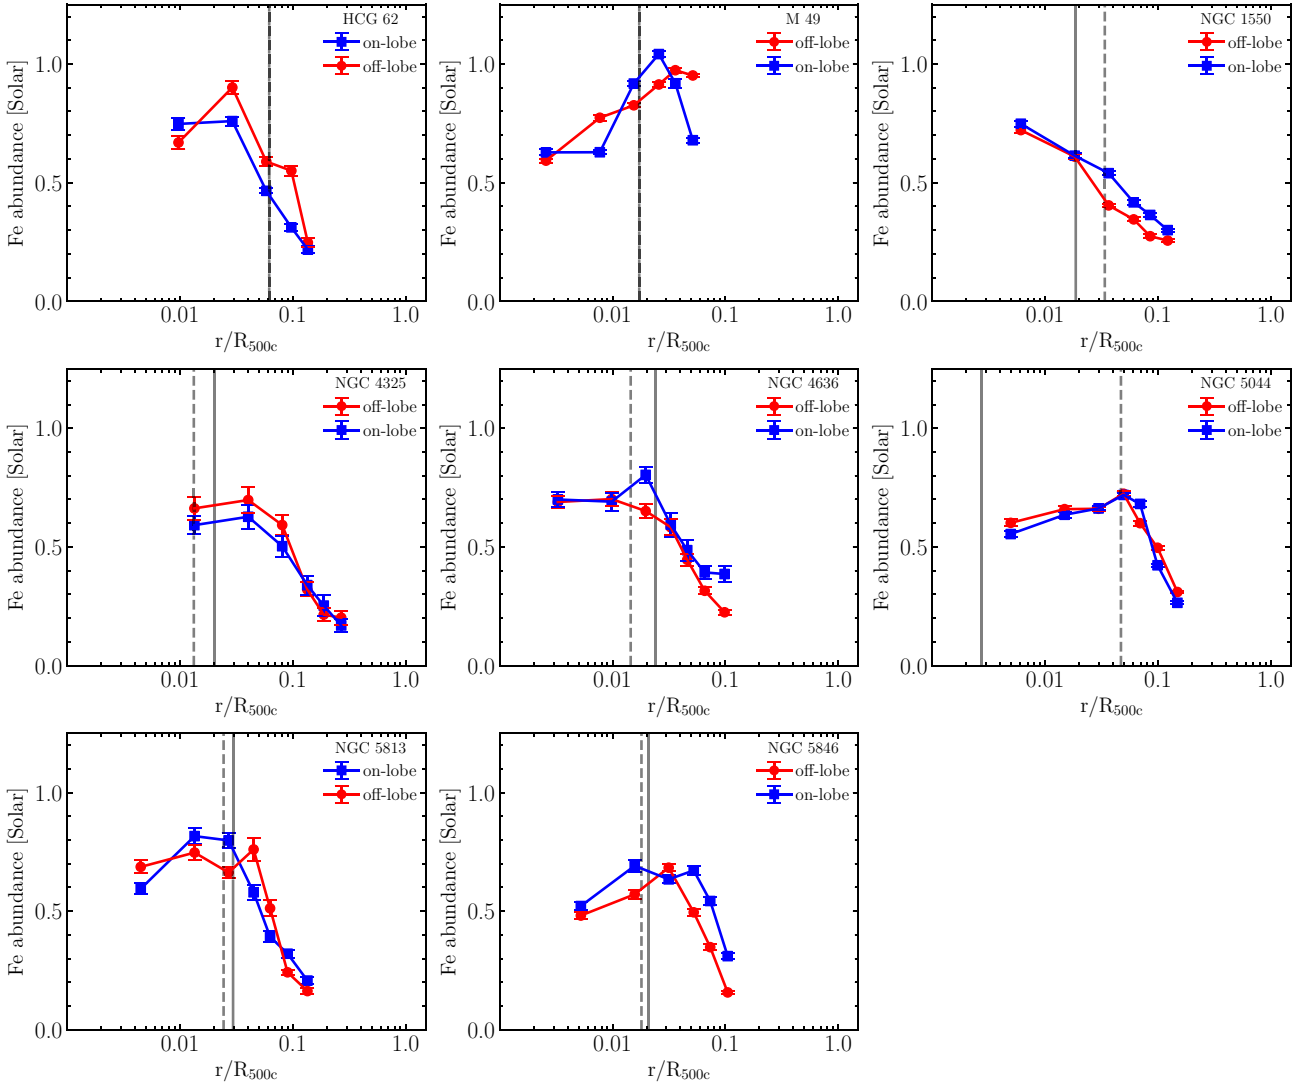 HCG 62
on-lobe
off-lobe
Fe abundance [Solar]
1.0
0.5
0.0
0.01
0.1
1.0
r/R500c
M 49
off-lobe
on-lobe
Fe abundance [Solar]
1.0
0.5
0.0
0.01
0.1
1.0
r/R500c
NGC 1550
off-lobe
on-lobe
Fe abundance [Solar]
1.0
0.5
0.0
0.01
0.1
1.0
r/R500c
NGC 4325
off-lobe
on-lobe
Fe abundance [Solar]
1.0
0.5
0.0
0.01
0.1
1.0
r/R500c
NGC 4636
off-lobe
on-lobe
Fe abundance [Solar]
1.0
0.5
0.0
0.01
0.1
1.0
r/R500c
NGC 5044
off-lobe
on-lobe
Fe abundance [Solar]
1.0
0.5
0.0
0.01
0.1
1.0
r/R500c
NGC 5813
on-lobe
off-lobe
Fe abundance [Solar]
1.0
0.5
0.0
0.01
0.1
1.0
r/R500c
NGC 5846
off-lobe
on-lobe
Fe abundance [Solar]
1.0
0.5
0.0
0.01
0.1
1.0
r/R500c